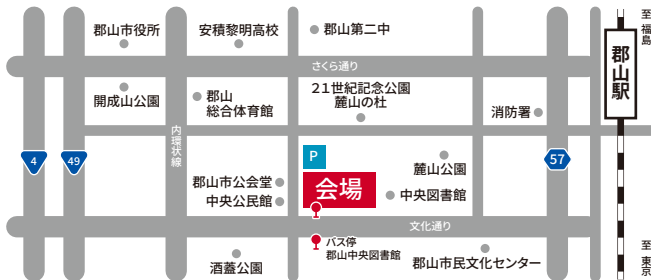 郡山市役所
安積黎明高校
郡山第二中
至
福
島
さくら通り
郡山駅
開成山公園
郡山
総合体育館
21世紀記念公園
麓山の杜
消防署
内環状線
4
49
P
57
麓山公園
郡山市公会堂
会場
中央公民館
中央図書館
文化通り
バス停
郡山中央図書館
酒蓋公園
郡山市民文化センター
至
東
京